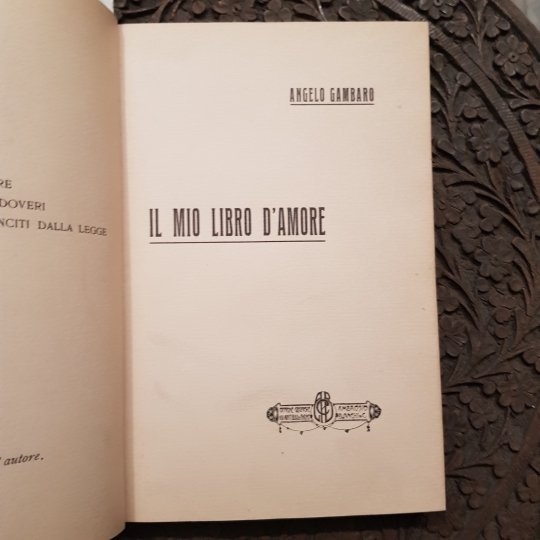 RE
DOVERI
NCITI DALLA LEGGE
autore.
ANGELO GAMBARO
IL MIO LIBRO D'AMORE